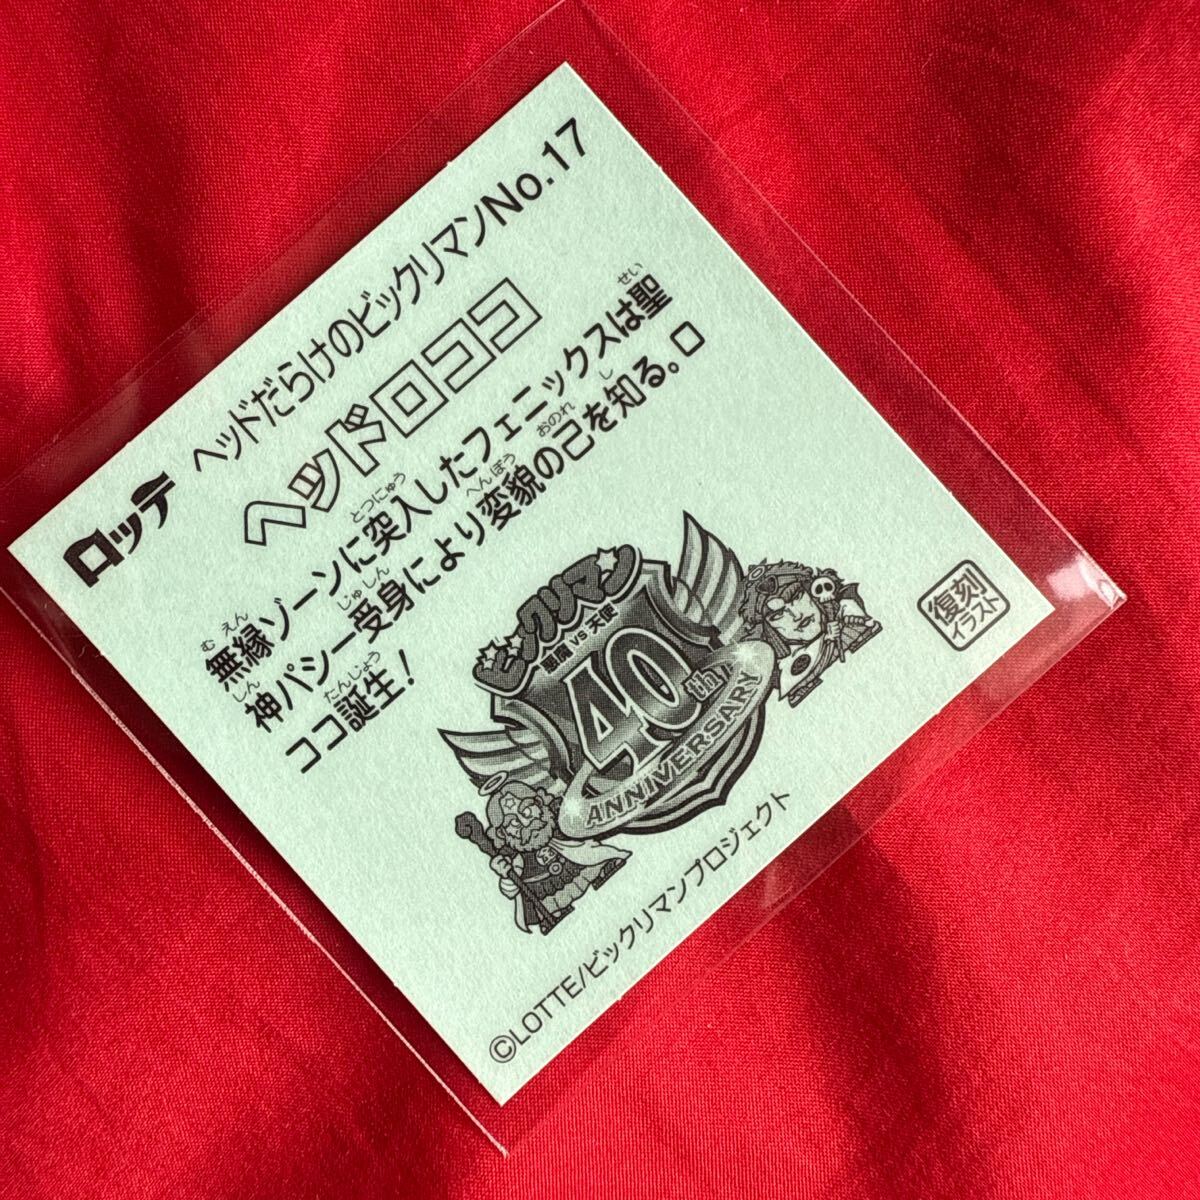 ロッテ ヘッドだらけのビックリマンNo.17
ヘッドロココ
無縁ゾーンに突入したフェニックスは聖
神パシー受身により変貌の己を知る。ロ
ココ誕生!
むえん とつにゅう せい
しん じゅしん へんぼう おのれ し
たんじょう
ビックリマン
悪魔VS天使
40th
ANNIVERSARY
復刻
イラスト
©LOTTE/ビックリマンプロジェクト